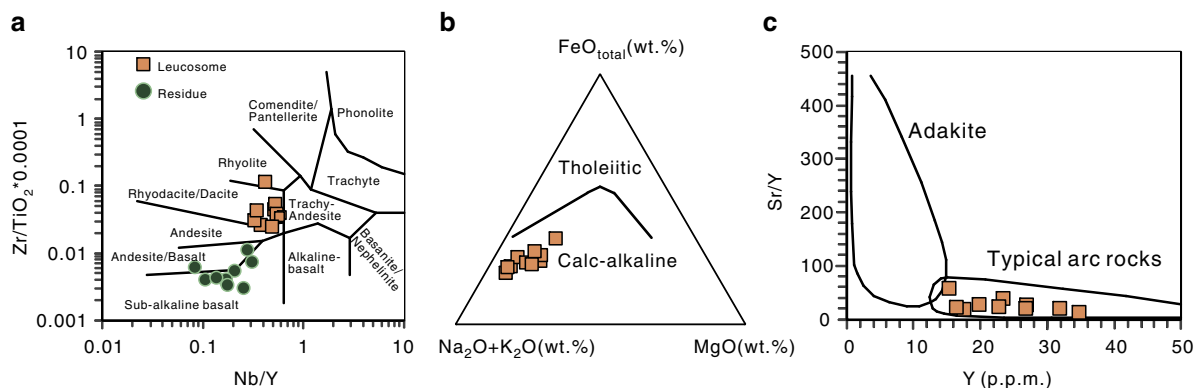 a
10
1
0.1
0.01
0.001
Zr/TiO₂*0.0001
0.01
0.1
1
10
Nb/Y
Leucosome
Residue
Comendite/
Pantellerite
Phonolite
Rhyolite
Trachyte
Rhyodacite/Dacite
Trachy-
Andesite
Andesite
Andesite/Basalt
Alkaline-
basalt
Basanite/
Nephelinite
Sub-alkaline basalt
b
FeOtotal(wt.%)
Tholeiitic
Calc-alkaline
Na₂O+K₂O(wt.%)
MgO(wt.%)
c
500
400
300
200
100
0
Sr/Y
Adakite
Typical arc rocks
0
10
20
30
40
50
Y (p.p.m.)